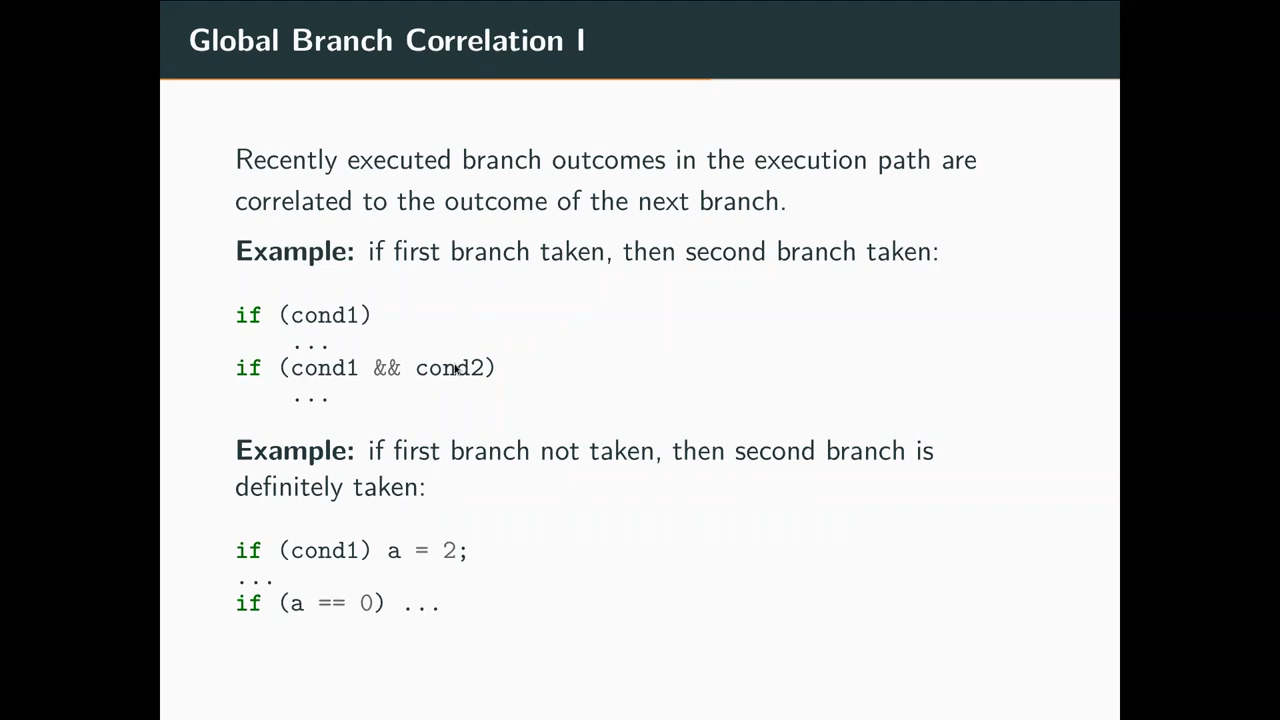 Global Branch Correlation I
Recently executed branch outcomes in the execution path are
correlated to the outcome of the next branch.
Example: if first branch taken, then second branch taken:
if (cond1)
...
if (cond1 && cond2)
...
Example: if first branch not taken, then second branch is
definitely taken:
if (cond1) a = 2;
...
if (a == 0) ...